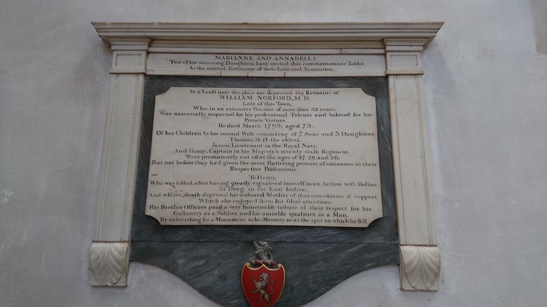 MARIANNE AND ANNABELLA
Two of his surviving Daughters, have erected this commemorative Tablet
As the united Testimony of their Love and Veneration.
In a Vault near this place are deposited the Remains of
WILLIAM NORFORD, M.D.
Late of this Town,
Who, in an extensive Practice of more than 52 years,
Was universally respected for his professional Talents and beloved for his
Private Virtues.
He died March 1793, aged 75.
Of his Children by his second Wife consisting of 7 Sons and 5 Daughters
Thomas, M.D. the eldest,
Lieutenant in the Royal Navy,
And Henry, Captain in his Majesty's seventy-sixth Regiment,
Were prematurely cut off at the ages of 27, 29, and 36.
But not before they had given the most flattering promise of eminence in their
Respective Professions.
To Henry,
Who was killed, after having greatly signalized himself in an Action with Holkar
At Deeg, in the East Indies;
And whose death deprived his widowed Mother of that consolation & support
Which she enjoyed from his filial attentions.
His Brother Officers paid a very honourable tribute of their respect for his
Gallantry as a Soldier, and his amiable qualities as a Man,
By subscribing for a Monument to his Memory, near the spot on which he fell.